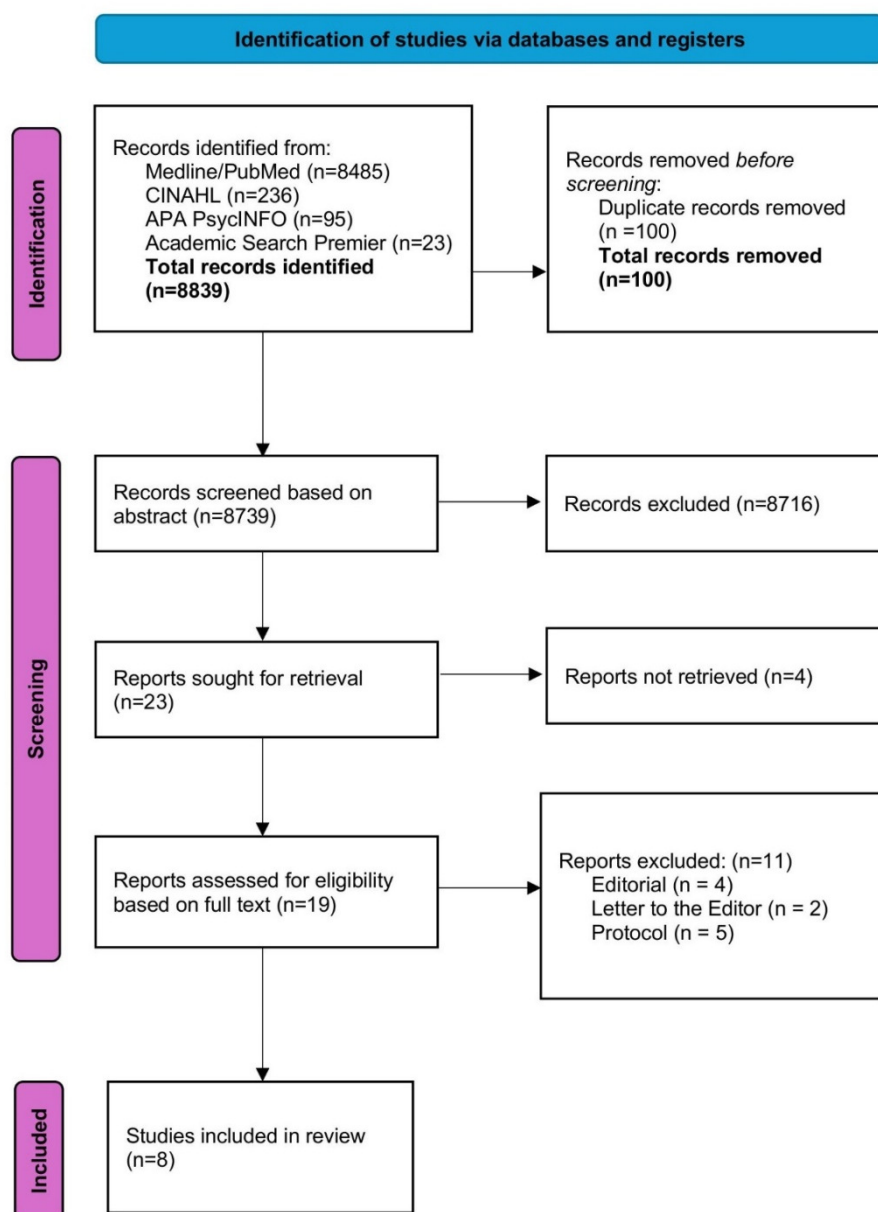 Identification of studies via databases and registers
Identification
Records identified from:
Medline/PubMed (n=8485)
CINAHL (n=236)
APA PsycINFO (n=95)
Academic Search Premier (n=23)
Total records identified
(n=8839)
Records removed before
screening:
Duplicate records removed
(n =100)
Total records removed
(n=100)
Screening
Records screened based on
abstract (n=8739)
Records excluded (n=8716)
Reports sought for retrieval
(n=23)
Reports not retrieved (n=4)
Reports assessed for eligibility
based on full text (n=19)
Reports excluded: (n=11)
Editorial (n = 4)
Letter to the Editor (n = 2)
Protocol (n = 5)
Included
Studies included in review
(n=8)